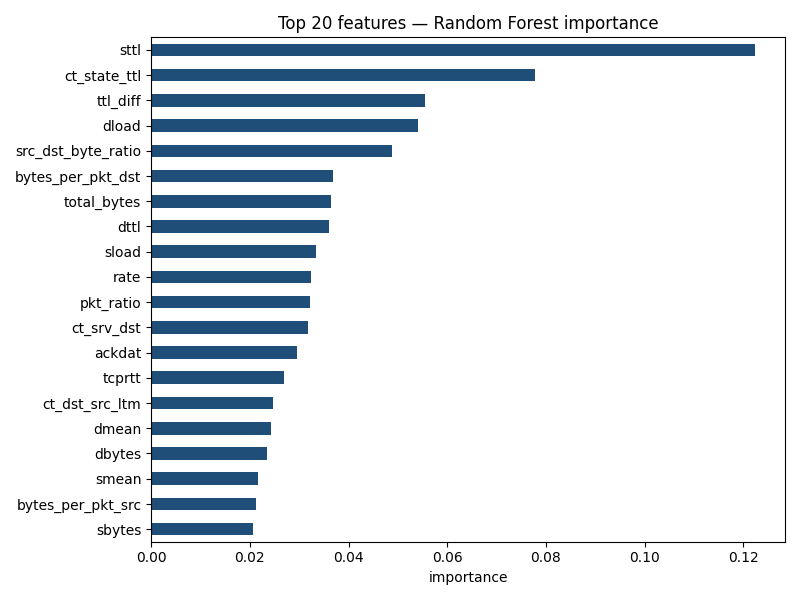 Top 20 features — Random Forest importance
sttl
ct_state_ttl
ttl_diff
dload
src_dst_byte_ratio
bytes_per_pkt_dst
total_bytes
dttl
sload
rate
pkt_ratio
ct_srv_dst
ackdat
tcprtt
ct_dst_src_ltm
dmean
dbytes
smean
bytes_per_pkt_src
sbytes
0.00 0.02 0.04 0.06 0.08 0.10 0.12
importance